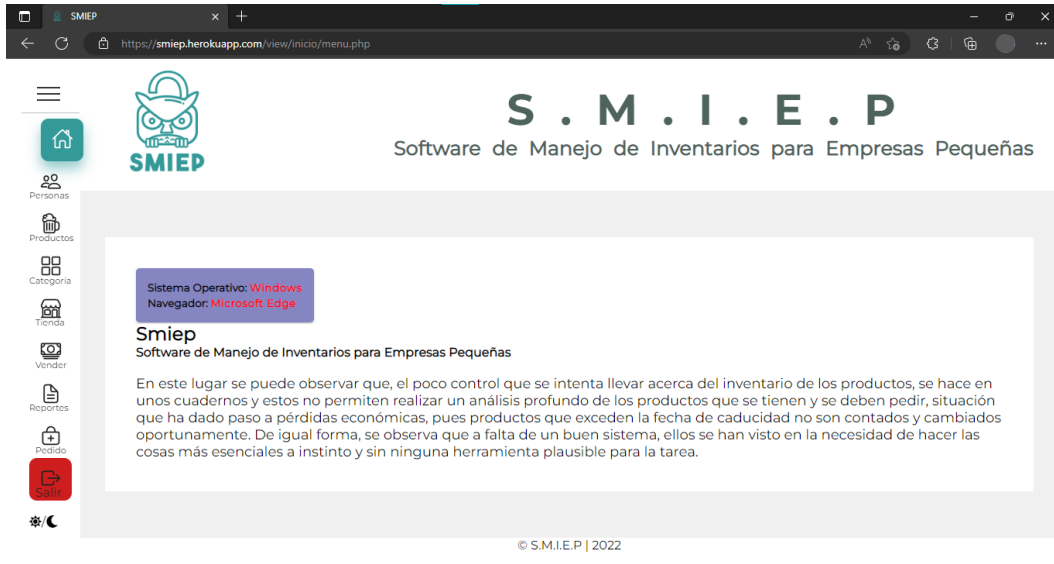 SMIEP
https://smiep.herokuapp.com/view/inicio/menu.php
SMIEP
S . M . I . E . P
Software de Manejo de Inventarios para Empresas Pequeñas
Personas
Productos
Categoria
Tienda
Vender
Reportes
Pedido
Salir
Sistema Operativo: Windows
Navegador: Microsoft Edge
Smiep
Software de Manejo de Inventarios para Empresas Pequeñas
En este lugar se puede observar que, el poco control que se intenta llevar acerca del inventario de los productos, se hace en
unos cuadernos y estos no permiten realizar un análisis profundo de los productos que se tienen y se deben pedir, situación
que ha dado paso a pérdidas económicas, pues productos que exceden la fecha de caducidad no son contados y cambiados
oportunamente. De igual forma, se observa que a falta de un buen sistema, ellos se han visto en la necesidad de hacer las
cosas más esenciales a instinto y sin ninguna herramienta plausible para la tarea.
© S.M.I.E.P | 2022